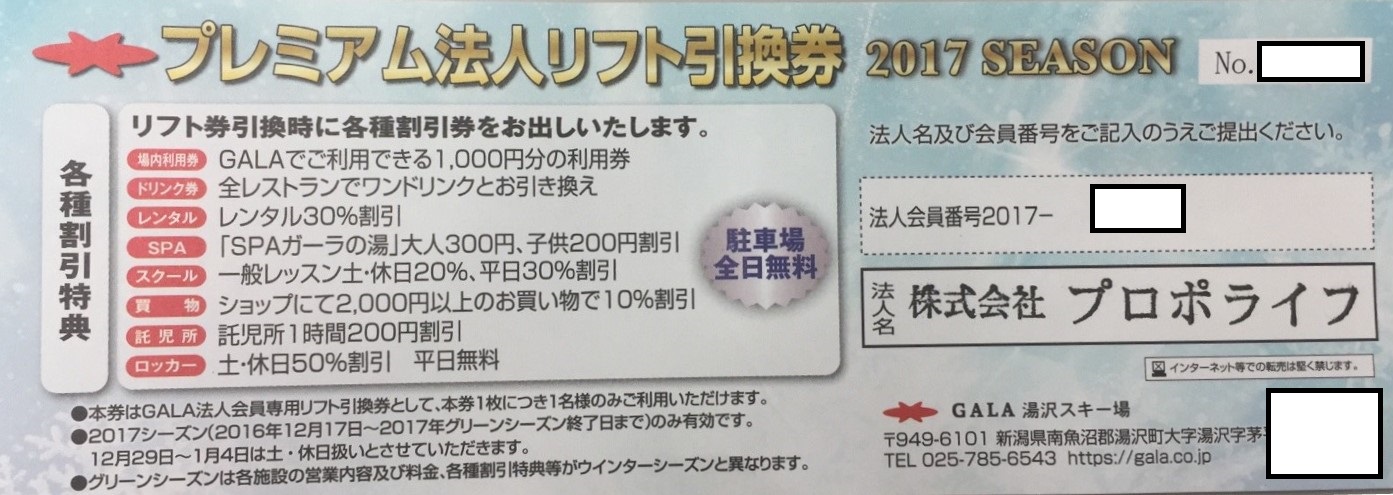 プレミアム法人リフト引換券 2017 SEASON No.
各種割引特典
リフト券引換時に各種割引券をお出しいたします。
場内利用券 GALAでご利用できる1,000円分の利用券
ドリンク券 全レストランでワンドリンクとお引き換え
レンタル レンタル30%割引
SPA 「SPAガーラの湯」大人300円、子供200円割引
スクール 一般レッスン土・休日20%、平日30%割引
買物 ショップにて2,000円以上のお買い物で10%割引
託児所 託児所1時間200円割引
ロッカー 土・休日50%割引 平日無料
駐車場
全日無料
●本券はGALA法人会員専用リフト引換券として、本券1枚につき1名様のみご利用いただけます。
●2017シーズン(2016年12月17日〜2017年グリーンシーズン終了日まで)のみ有効です。
12月29日〜1月4日は土・休日扱いとさせていただきます。
●グリーンシーズンは各施設の営業内容及び料金、各種割引特典等がウインターシーズンと異なります。
法人名及び会員番号をご記入のうえご提出ください。
法人会員番号2017−
法人名 株式会社 プロポライフ
インターネット等での転売は堅く禁じます。
GALA 湯沢スキー場
〒949-6101 新潟県南魚沼郡湯沢町大字湯沢字茅平
TEL 025-785-6543 https://gala.co.jp